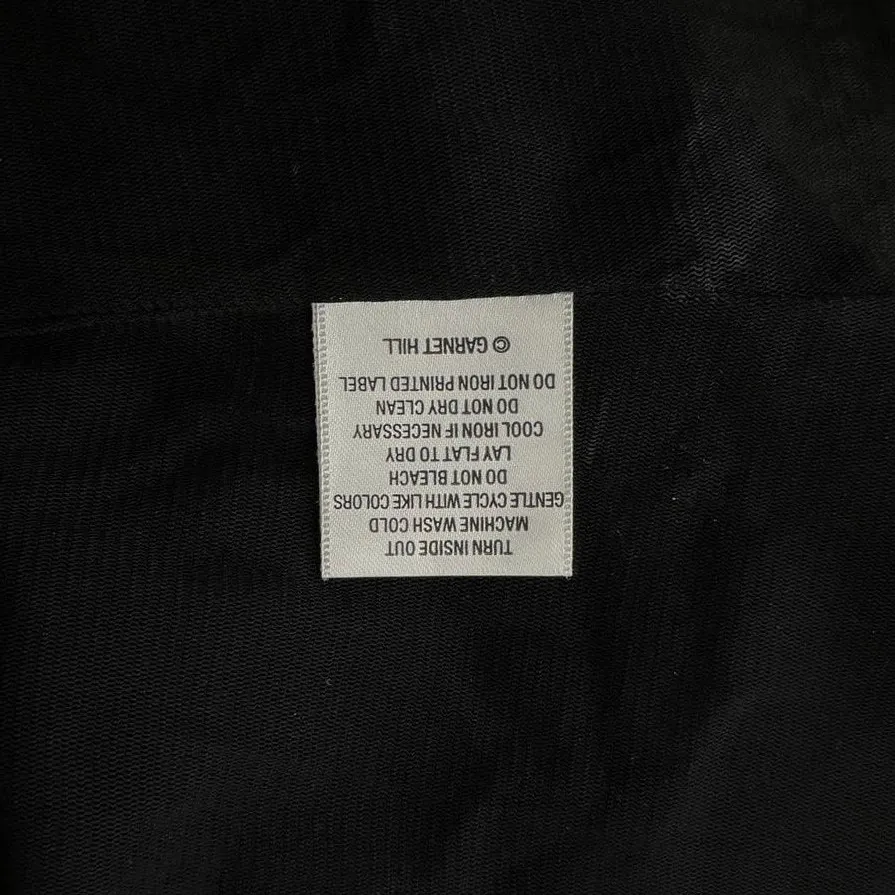 TURN INSIDE OUT
MACHINE WASH COLD
GENTLE CYCLE WITH LIKE COLORS
DO NOT BLEACH
LAY FLAT TO DRY
COOL IRON IF NECESSARY
DO NOT DRY CLEAN
DO NOT IRON PRINTED LABEL
© GARNET HILL